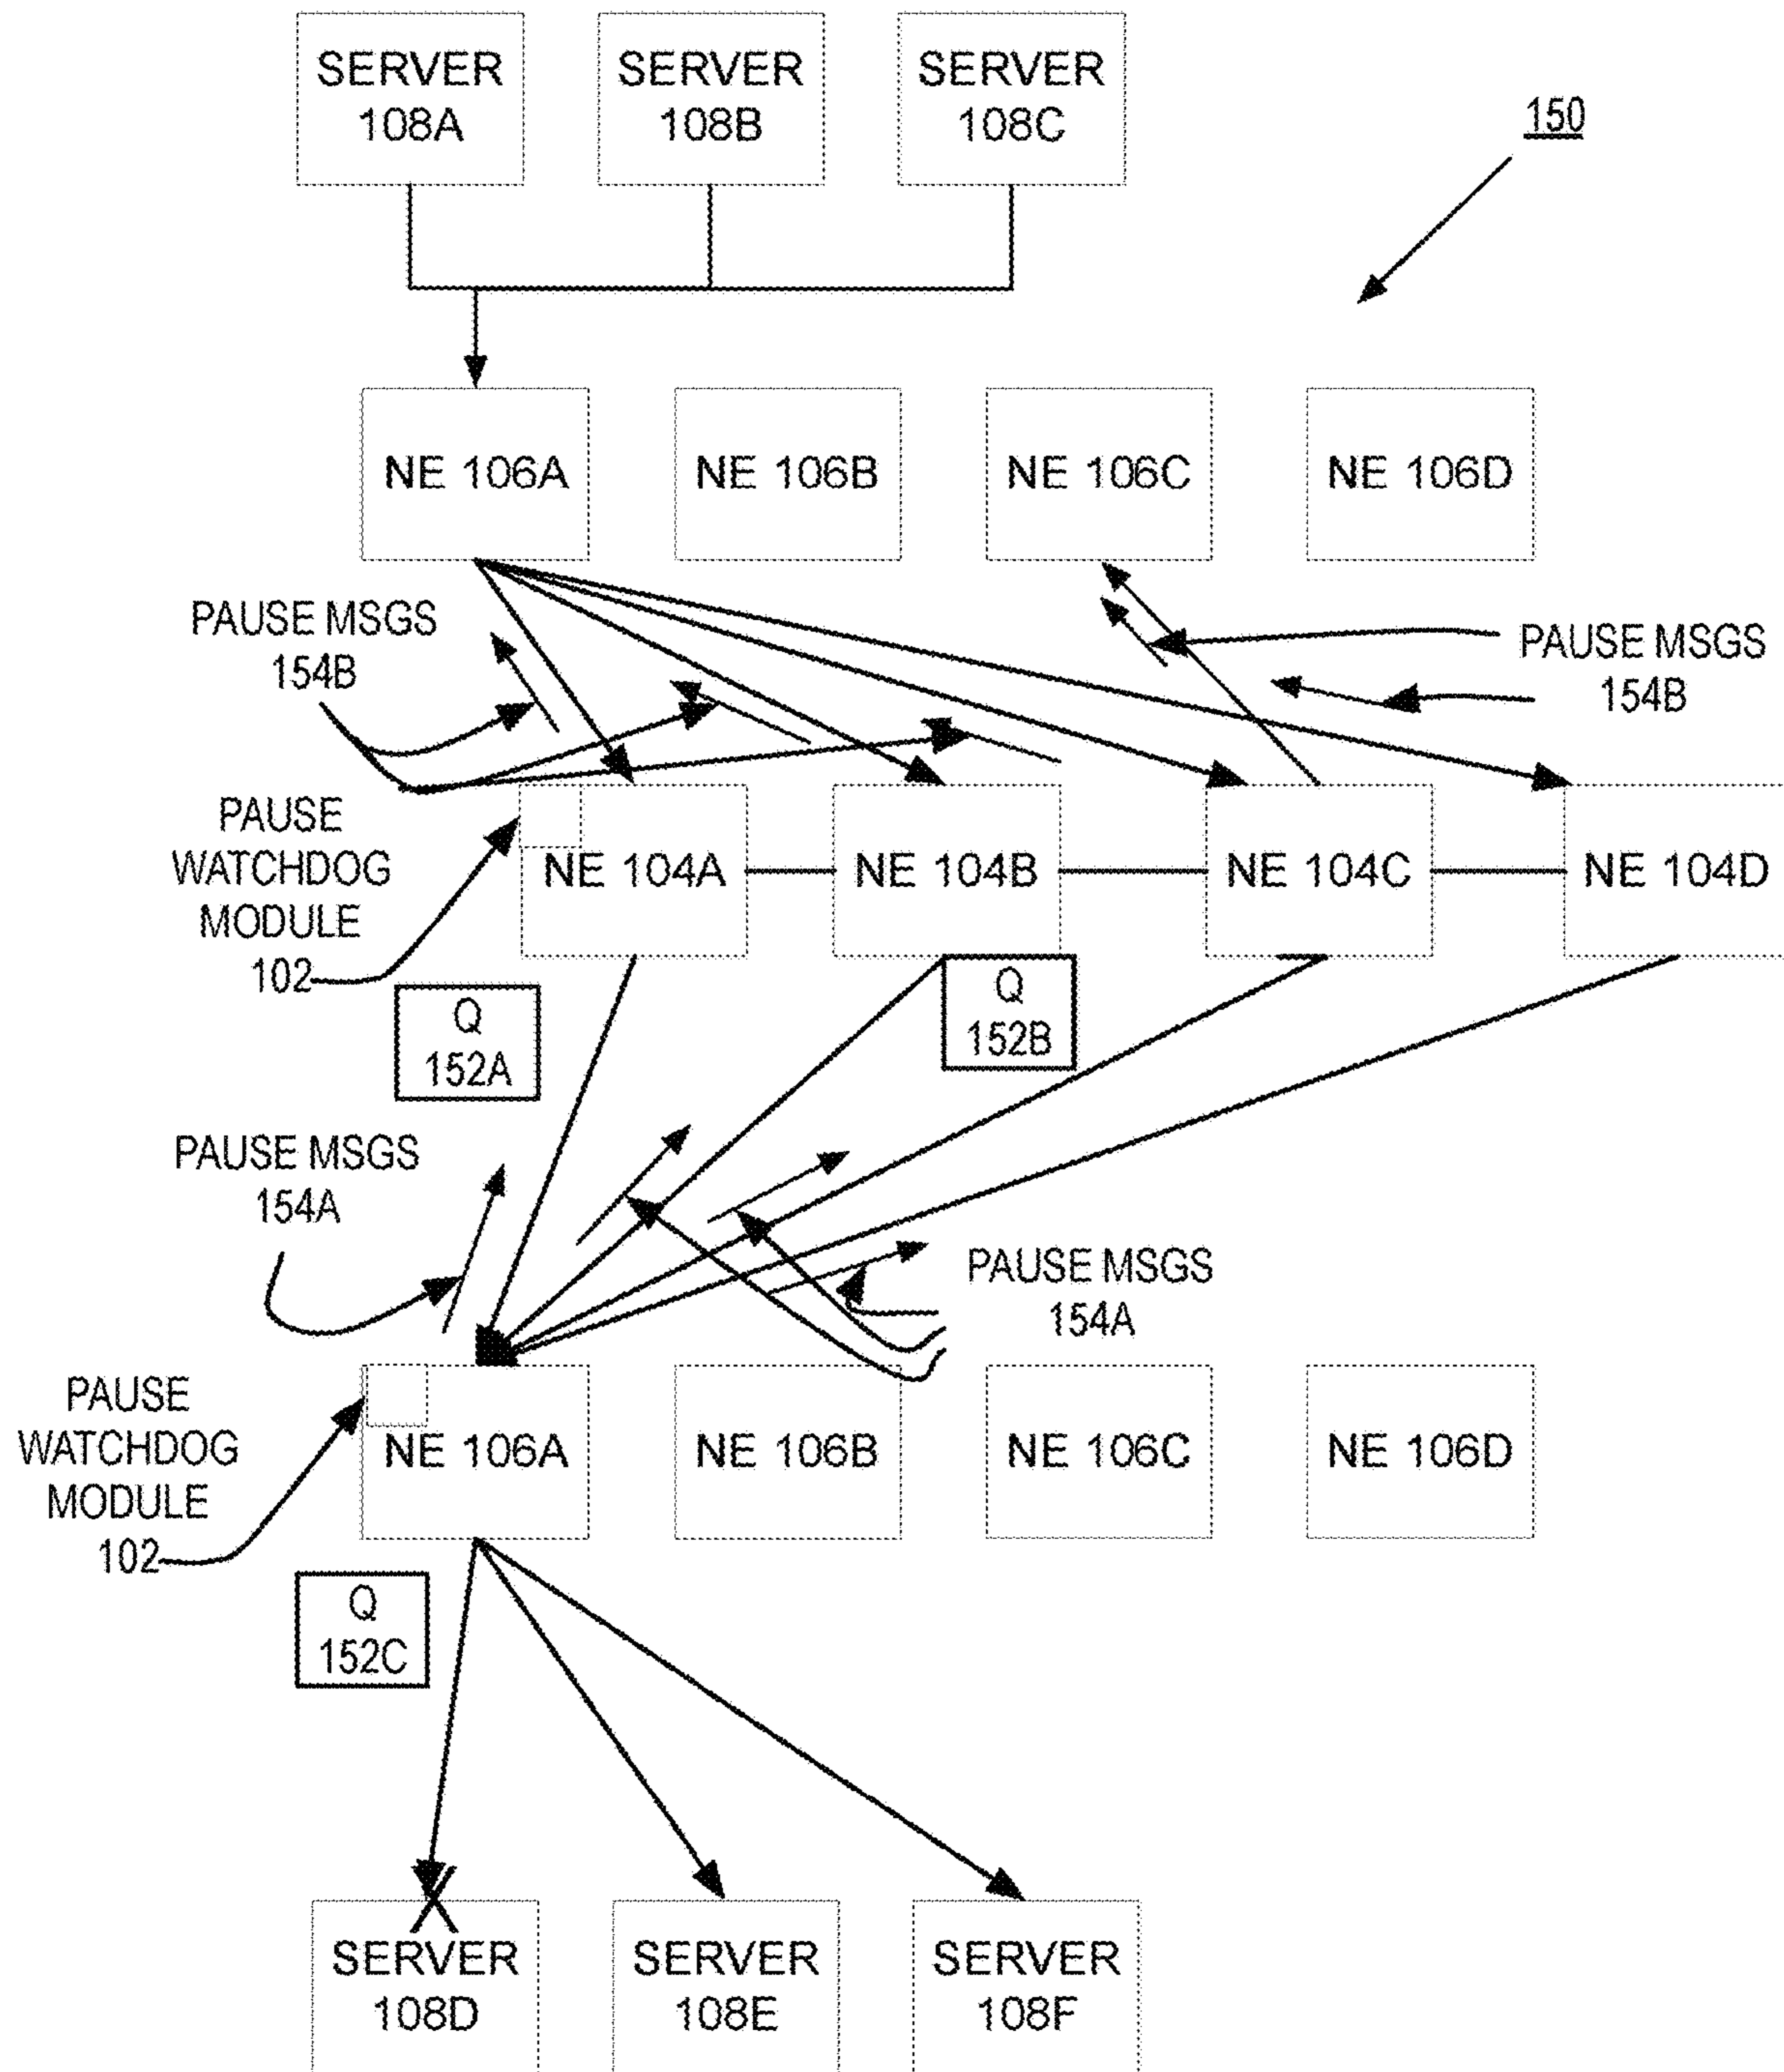 SERVER
108A
SERVER
108B
SERVER
108C
150
NE 106A
NE 106B
NE 106C
NE 106D
PAUSE MSGS
154B
PAUSE MSGS
154B
PAUSE
WATCHDOG
MODULE
102
NE 104A
NE 104B
NE 104C
NE 104D
Q
152A
Q
152B
PAUSE MSGS
154A
PAUSE MSGS
154A
PAUSE
WATCHDOG
MODULE
102
NE 106A
NE 106B
NE 106C
NE 106D
Q
152C
X
SERVER
108D
SERVER
108E
SERVER
108F